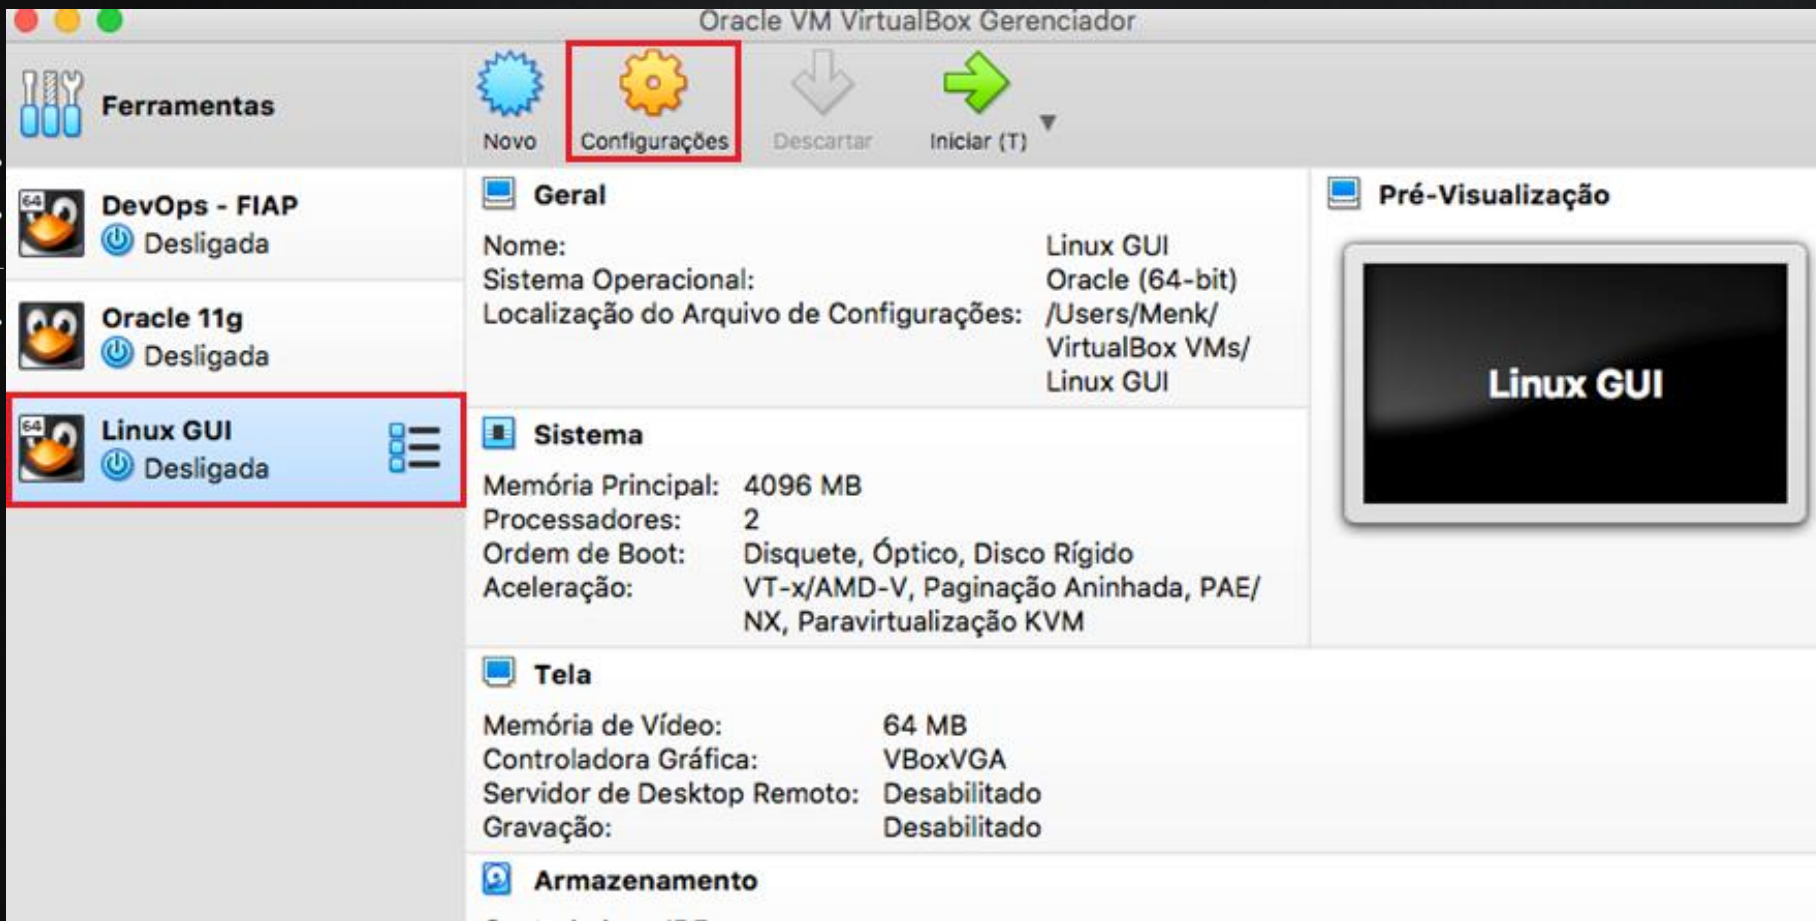 Oracle VM VirtualBox Gerenciador
Ferramentas
Novo
Configurações
Descartar
Iniciar (T)
64
DevOps - FIAP
Desligada
Oracle 11g
Desligada
64
Linux GUI
Desligada
Geral
Nome: Linux GUI
Sistema Operacional: Oracle (64-bit)
Localização do Arquivo de Configurações: /Users/Menk/
VirtualBox VMs/
Linux GUI
Sistema
Memória Principal: 4096 MB
Processadores: 2
Ordem de Boot: Disquete, Óptico, Disco Rígido
Aceleração: VT-x/AMD-V, Paginação Aninhada, PAE/
NX, Paravirtualização KVM
Tela
Memória de Vídeo: 64 MB
Controladora Gráfica: VBoxVGA
Servidor de Desktop Remoto: Desabilitado
Gravação: Desabilitado
Armazenamento
Pré-Visualização
Linux GUI